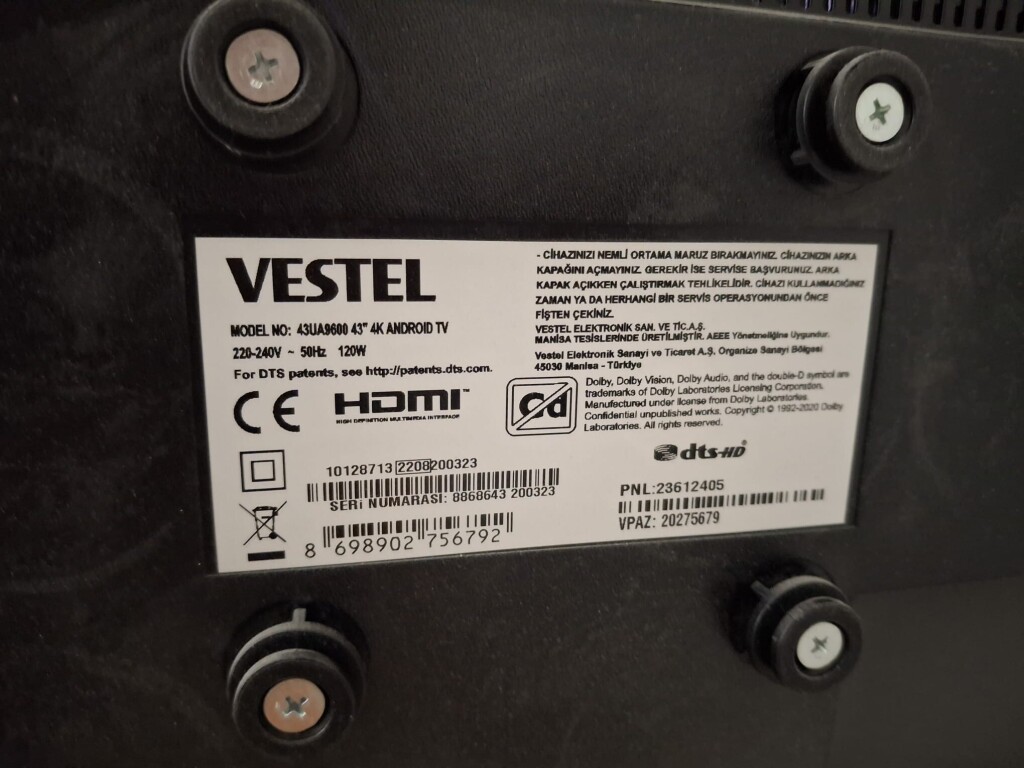 VESTEL
MODEL NO: 43UA9600 43" 4K ANDROID TV
220-240V ~ 50Hz 120W
For DTS patents, see http://patents.dts.com.
CE HDMI™
HIGH DEFINITION MULTIMEDIA INTERFACE
10128713 2208200323
SERİ NUMARASI: 8868643 200323
8 698902 756792
- CİHAZINIZI NEMLİ ORTAMA MARUZ BIRAKMAYINIZ. CİHAZINIZIN ARKA
KAPAĞINI AÇMAYINIZ. GEREKİR İSE SERVİSE BAŞVURUNUZ. ARKA
KAPAK AÇIKKEN ÇALIŞTIRMAK TEHLİKELİDİR. CİHAZI KULLANMADIĞINIZ
ZAMAN YA DA HERHANGİ BİR SERVİS OPERASYONUNDAN ÖNCE
FİŞTEN ÇEKİNİZ.
VESTEL ELEKTRONİK SAN. VE TİC.A.Ş.
MANİSA TESİSLERİNDE ÜRETİLMİŞTİR. AEEE Yönetmeliğine Uygundur.
Vestel Elektronik Sanayi ve Ticaret A.Ş. Organize Sanayi Bölgesi
45030 Manisa - Türkiye
Cd
Dolby, Dolby Vision, Dolby Audio, and the double-D symbol are
trademarks of Dolby Laboratories Licensing Corporation.
Manufactured under license from Dolby Laboratories.
Confidential unpublished works. Copyright © 1992-2020 Dolby
Laboratories. All rights reserved.
dts-HD®
PNL:23612405
VPAZ: 20275679